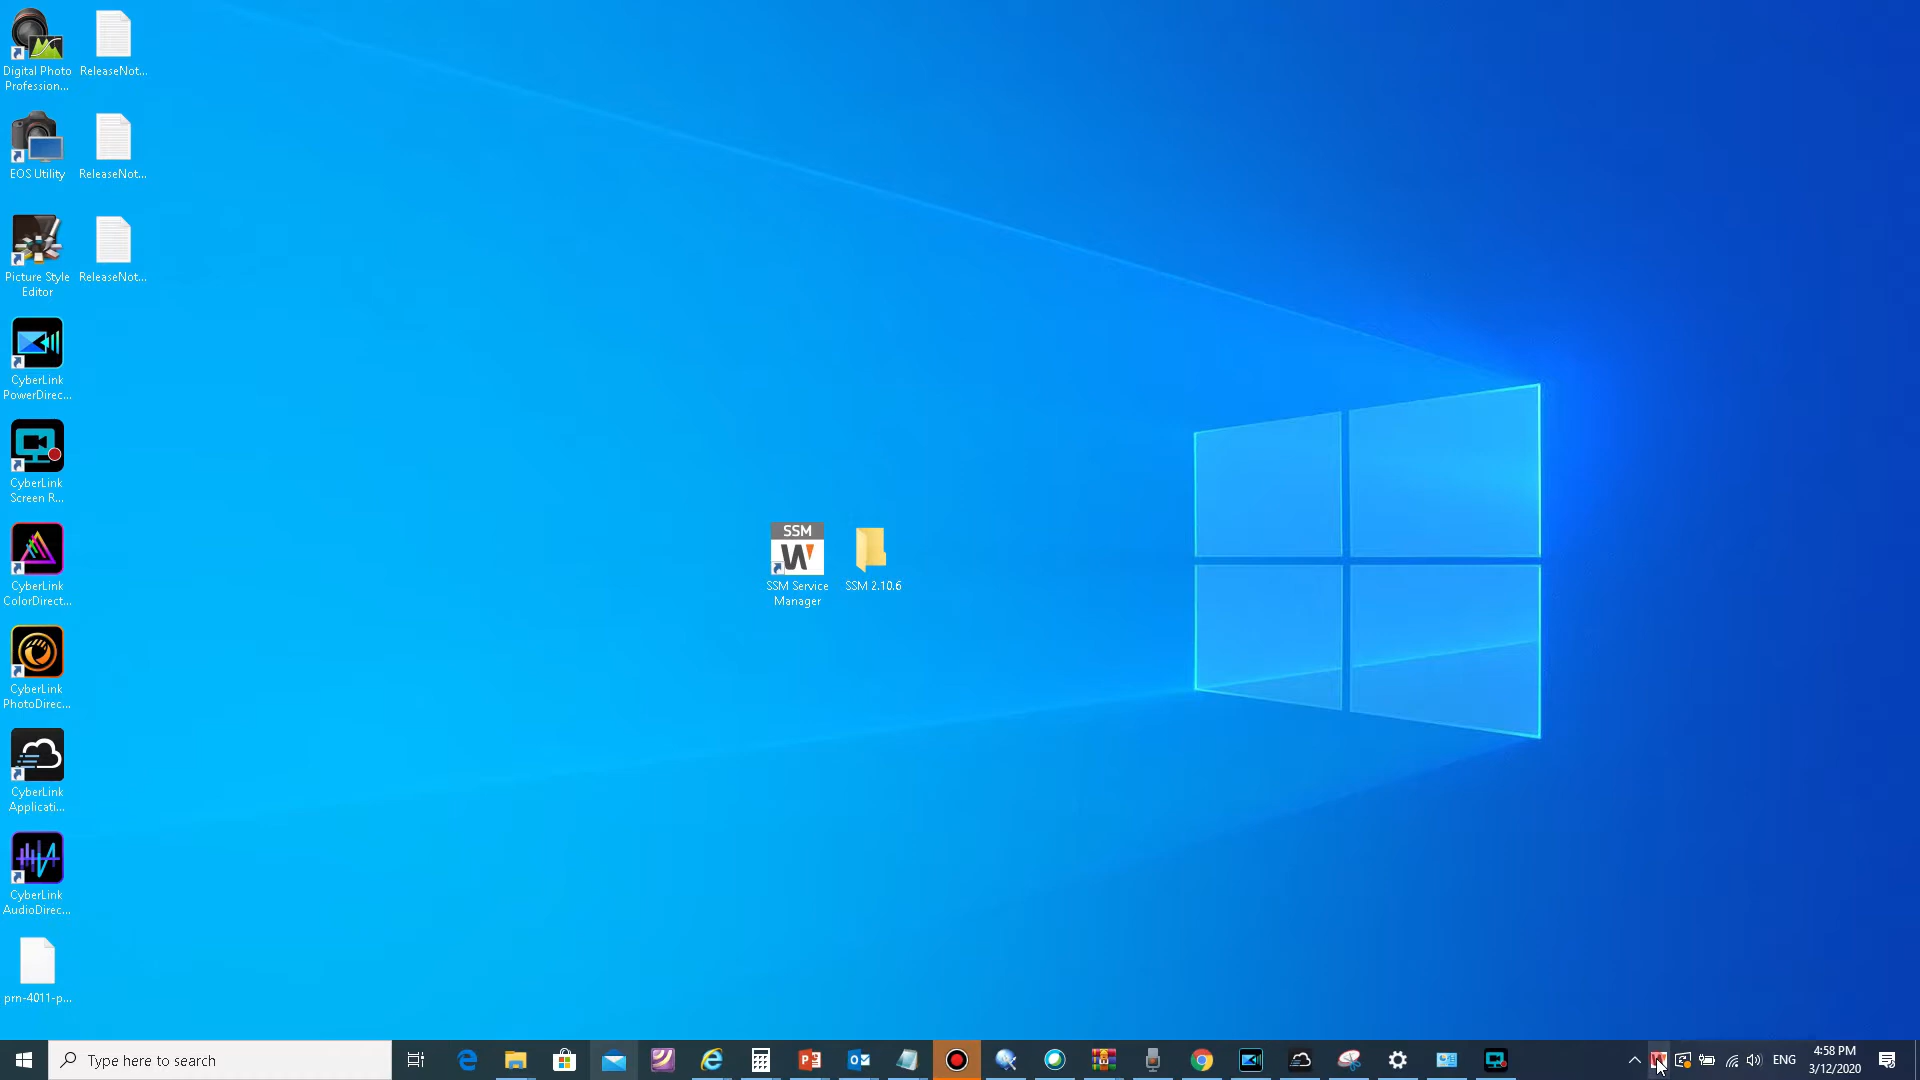 Digital Photo
Profession...
ReleaseNot...
EOS Utility
ReleaseNot...
Picture Style
Editor
ReleaseNot...
CyberLink
PowerDirec...
CyberLink
Screen R...
SSM
W
SSM Service
Manager
SSM 2.10.6
CyberLink
ColorDirect...
CyberLink
PhotoDirec...
CyberLink
Applicati...
CyberLink
AudioDirec...
prn-4011-p...
Type here to search
ENG
4:58 PM
3/12/2020